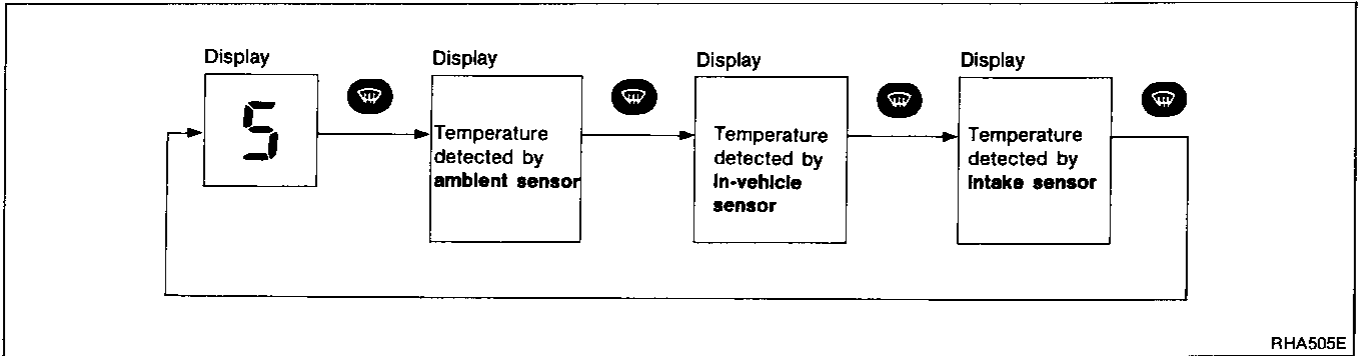 Display
5
Display
Temperature
detected by
ambient sensor
Display
Temperature
detected by
in-vehicle
sensor
Display
Temperature
detected by
intake sensor
RHA505E